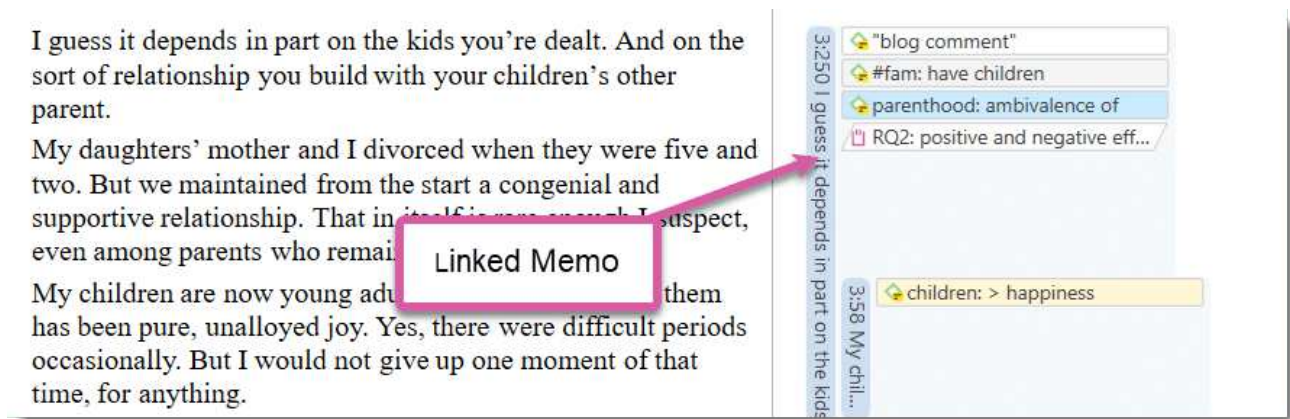 I guess it depends in part on the kids you're dealt. And on the
sort of relationship you build with your children's other
parent.
My daughters' mother and I divorced when they were five and
two. But we maintained from the start a congenial and
supportive relationship. That in suspect,
even among parents who
My children are now young them
has been pure, unalloyed joy. Yes, there were difficult periods
occasionally. But I would not give up one moment of that
time, for anything.
Linked Memo
3:250 I guess it depends in part on the kids
"blog comment"
#fam: have children
parenthood: ambivalence of
RQ2: positive and negative eff...
3:58 My chil...
children: > happiness